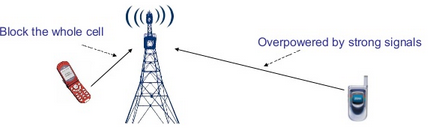 Block the whole cell
Overpowered by strong signals